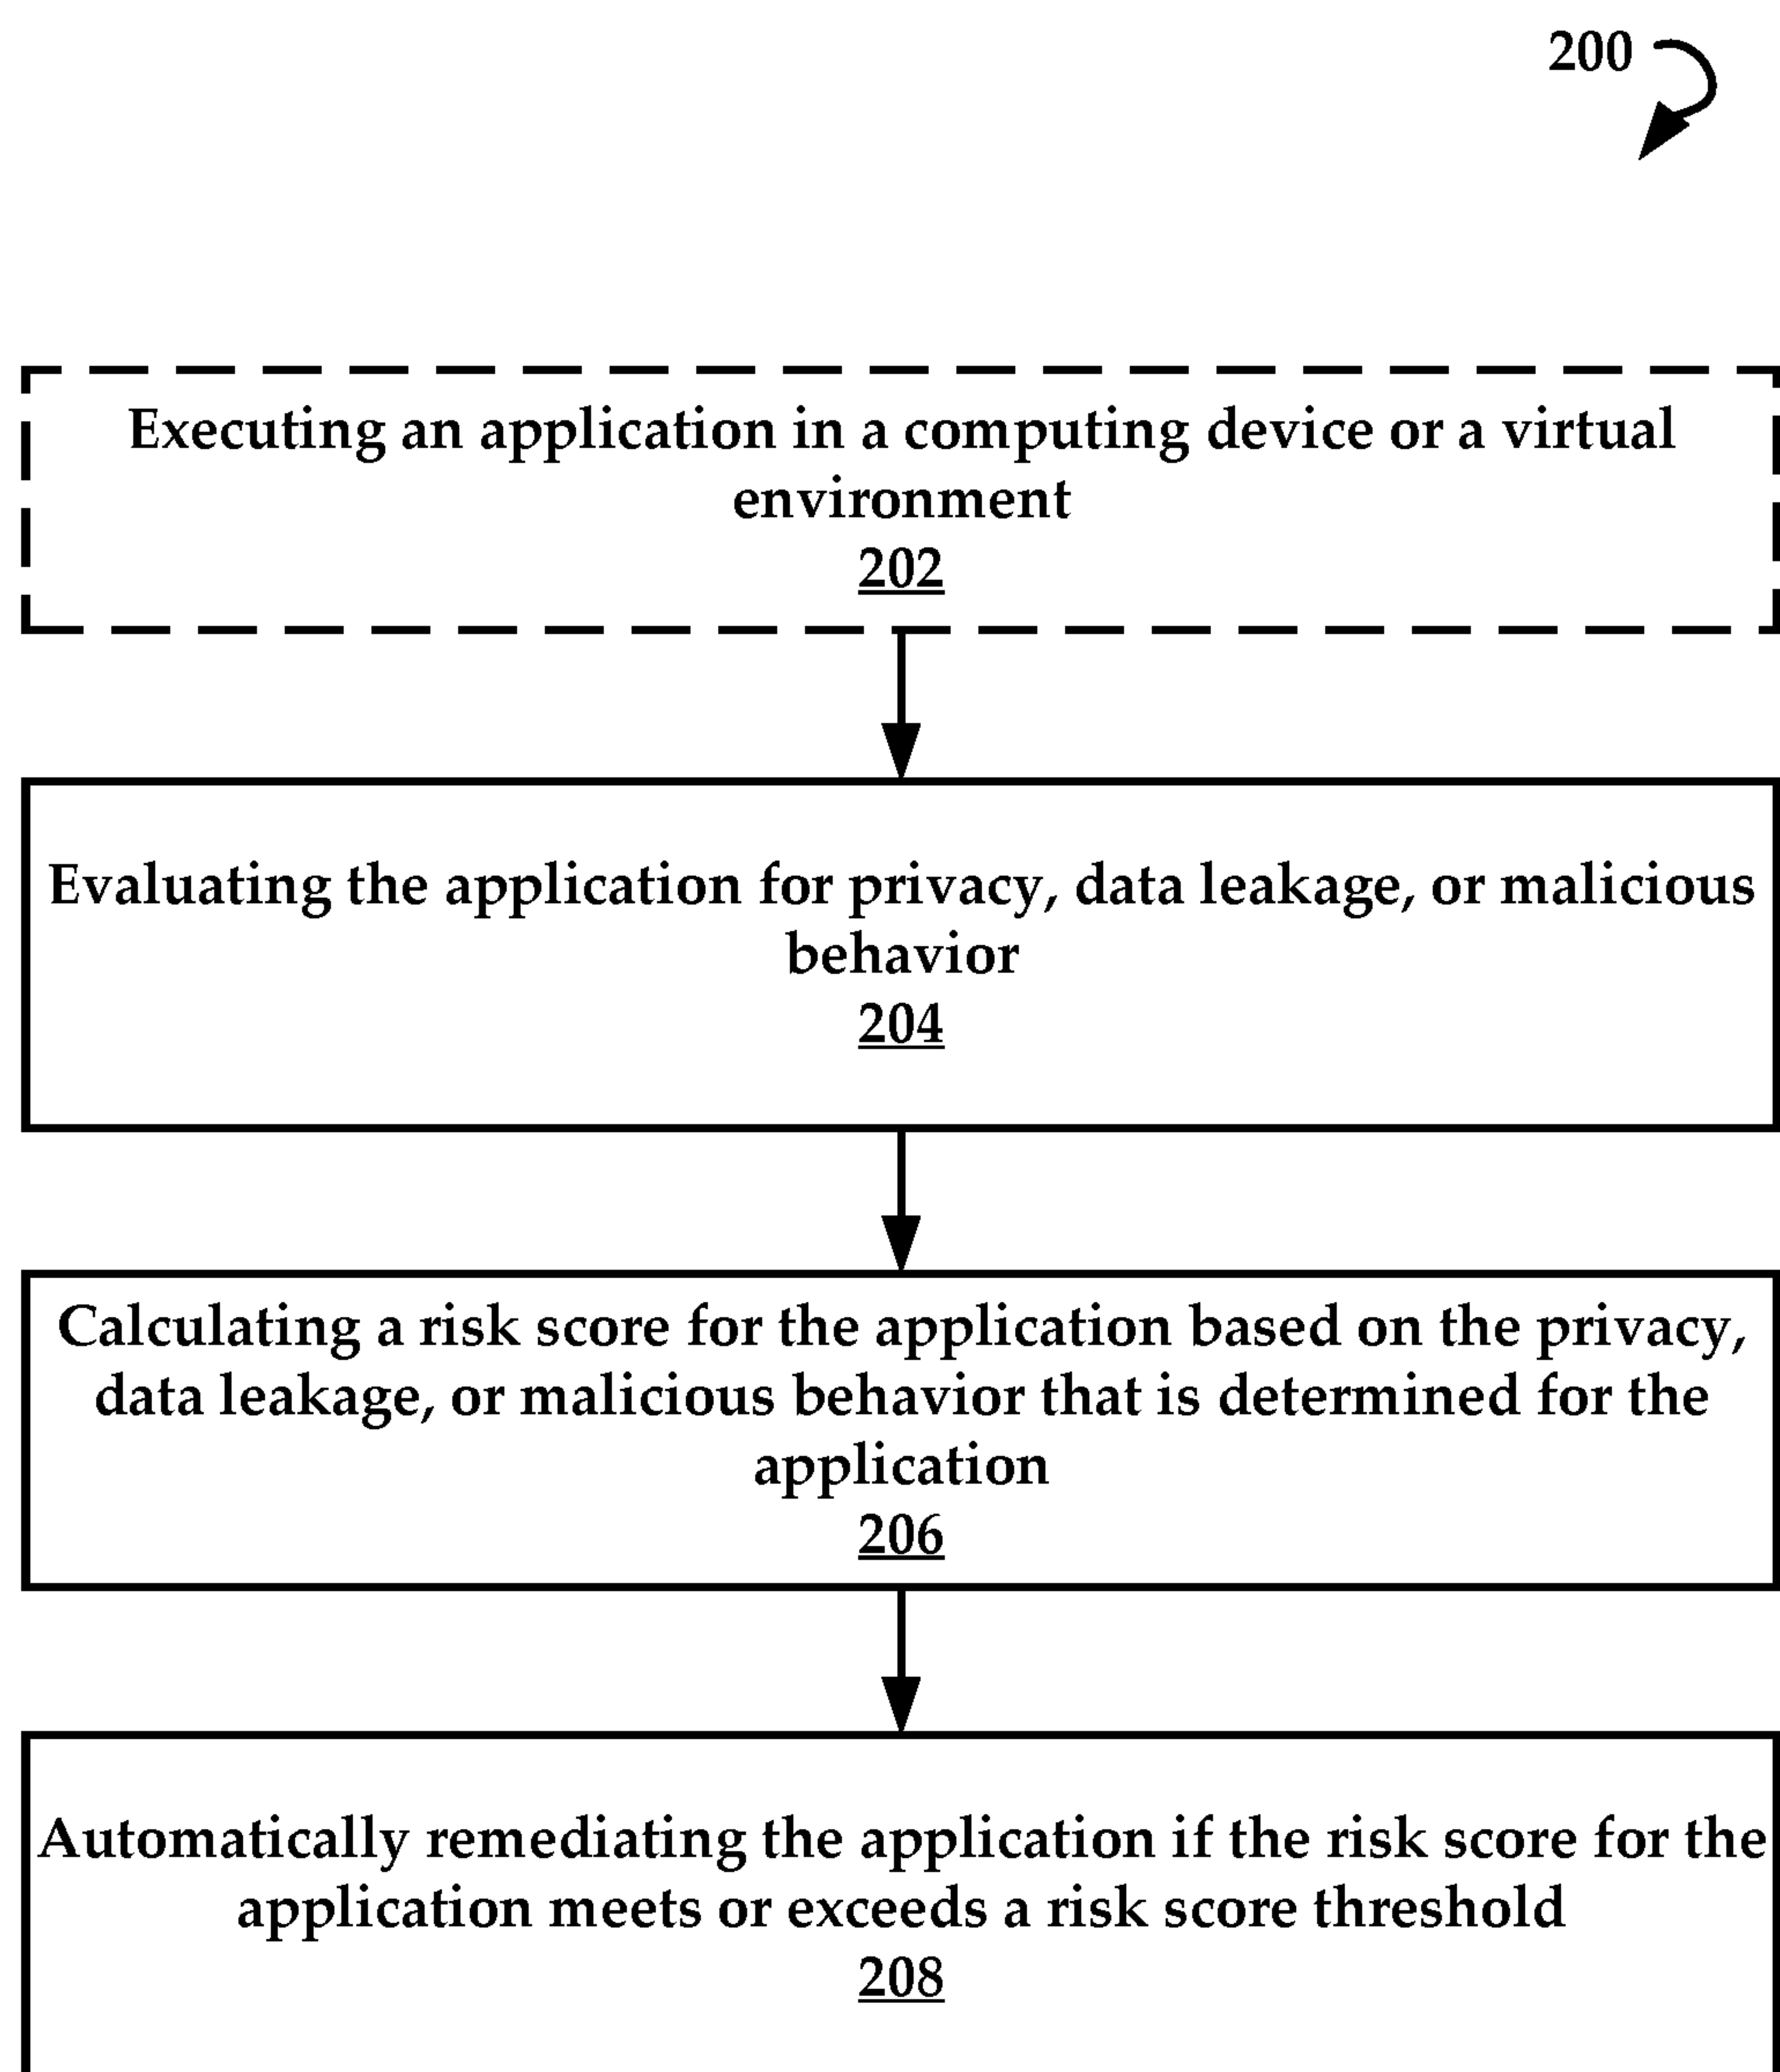 200
Executing an application in a computing device or a virtual
environment
202
Evaluating the application for privacy, data leakage, or malicious
behavior
204
Calculating a risk score for the application based on the privacy,
data leakage, or malicious behavior that is determined for the
application
206
Automatically remediating the application if the risk score for the
application meets or exceeds a risk score threshold
208